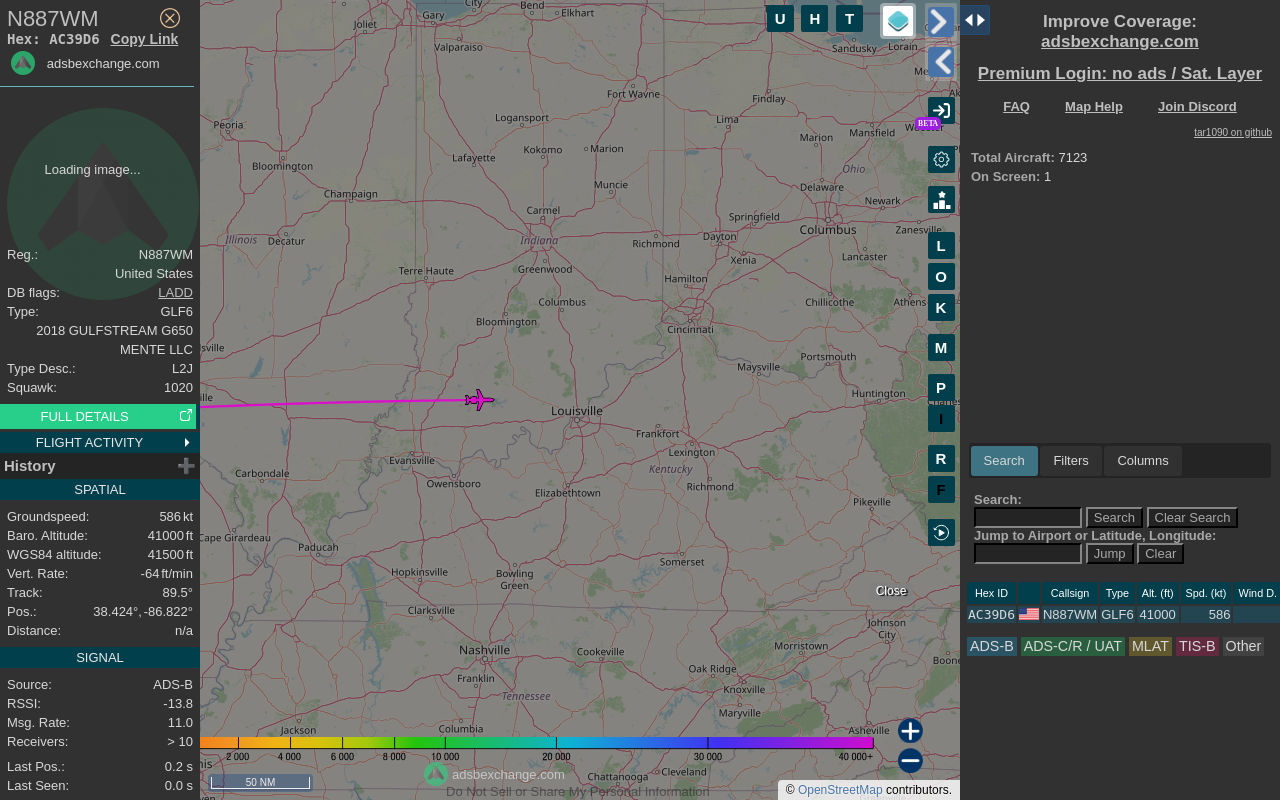 N887WM
Hex: AC39D6 Copy Link
adsbexchange.com
Loading image...
Reg.: N887WM
United States
DB flags: LADD
Type: GLF6
2018 GULFSTREAM G650
MENTE LLC
Type Desc.: L2J
Squawk: 1020
FULL DETAILS
FLIGHT ACTIVITY
History
SPATIAL
Groundspeed: 586 kt
Baro. Altitude: 41000 ft
WGS84 altitude: 41500 ft
Vert. Rate: -64 ft/min
Track: 89.5°
Pos.: 38.424°, -86.822°
Distance: n/a
SIGNAL
Source: ADS-B
RSSI: -13.8
Msg. Rate: 11.0
Receivers: > 10
Last Pos.: 0.2 s
Last Seen: 0.0 s
City
Bend
Elkhart
Gary
Joliet
Valparaiso
Sandusky
Lorain
Fort Wayne
Findlay
Peoria
Logansport
Lima
Mansfield
Marion
Kokomo
Marion
Lafayette
Bloomington
Ohio
Muncie
Delaware
Champaign
Newark
Carmel
Springfield
Columbus
Zanesville
Illinois
Decatur
Indiana
Richmond
Dayton
Xenia
Lancaster
Terre Haute
Greenwood
Hamilton
Columbus
Chillicothe
Athens
Bloomington
Cincinnati
Portsmouth
Maysville
Huntington
Louisville
Frankfort
Lexington
Evansville
Kentucky
Carbondale
Owensboro
Elizabethtown
Richmond
Pikeville
Cape Girardeau
Paducah
Somerset
Hopkinsville
Bowling
Green
Close
Clarksville
Johnson
City
Nashville
Cookeville
Morristown
Boone
Oak Ridge
Franklin
Knoxville
Tennessee
Maryville
Jackson
Columbia
Asheville
Chattanooga
Cleveland
2 000 4 000 6 000 8 000 10 000 20 000 30 000 40 000+
50 NM
adsbexchange.com
Do Not Sell or Share My Personal Information
© OpenStreetMap contributors.
U H T
BETA
L
O
K
M
P
I
R
F
Improve Coverage:
adsbexchange.com
Premium Login: no ads / Sat. Layer
FAQ Map Help Join Discord
tar1090 on github
Total Aircraft: 7123
On Screen: 1
Search Filters Columns
Search:
Search Clear Search
Jump to Airport or Latitude, Longitude:
Jump Clear
Hex ID Callsign Type Alt. (ft) Spd. (kt) Wind D.
AC39D6 N887WM GLF6 41000 586
ADS-B ADS-C/R / UAT MLAT TIS-B Other